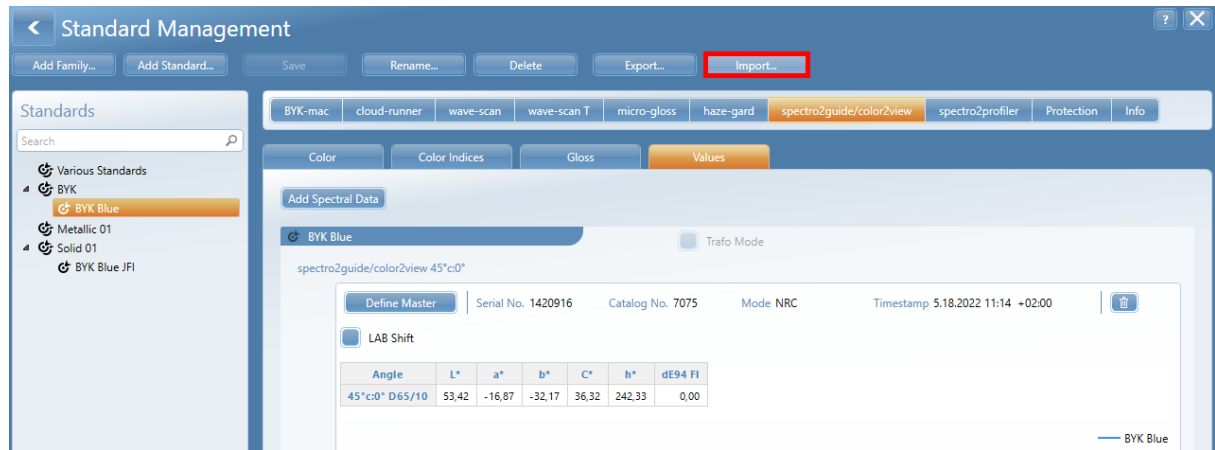 Standard Management
?
Add Family... Add Standard... Save Rename... Delete Export... Import...
Standards
Search
Various Standards
BYK
BYK Blue
Metallic 01
Solid 01
BYK Blue JFI
BYK-mac cloud-runner wave-scan wave-scan T micro-gloss haze-gard spectro2guide/color2view spectro2profiler Protection Info
Color Color Indices Gloss Values
Add Spectral Data
BYK Blue Trafo Mode
spectro2guide/color2view 45°c:0°
Define Master Serial No. 1420916 Catalog No. 7075 Mode NRC Timestamp 5.18.2022 11:14 +02:00
LAB Shift
Angle L* a* b* C* h* dE94 Fl
45°c:0° D65/10 53,42 -16,87 -32,17 36,32 242,33 0,00
BYK Blue